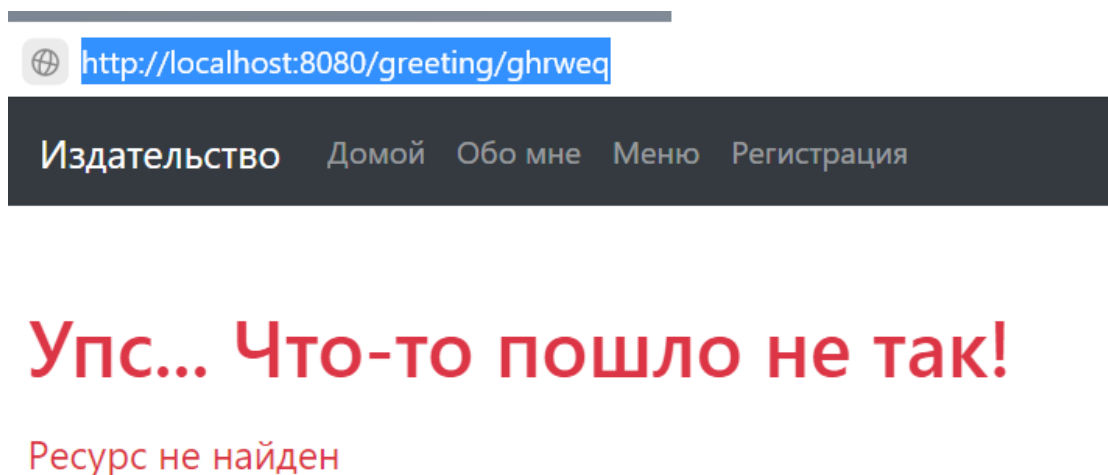 http://localhost:8080/greeting/ghrweq
Издательство Домой Обо мне Меню Регистрация
Упс... Что-то пошло не так!
Ресурс не найден